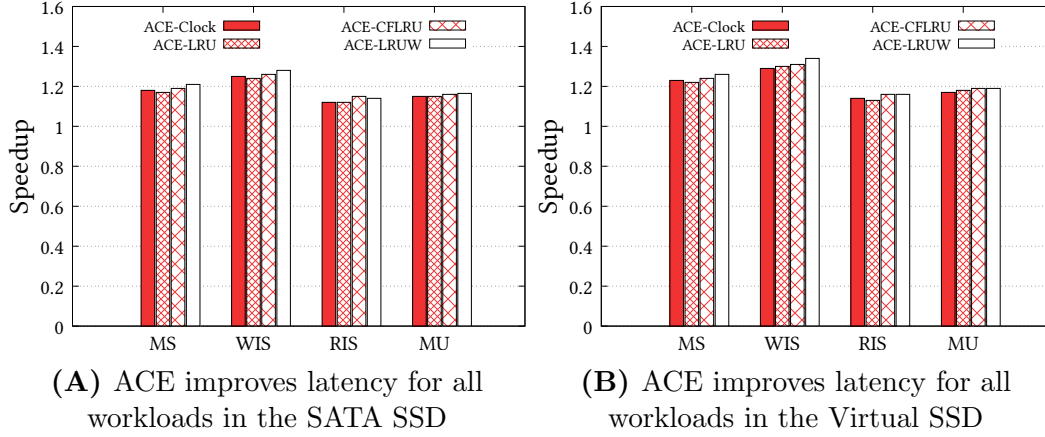 1.6
1.4
1.2
1
0.8
0.6
0.4
0.2
0
Speedup
ACE-Clock
ACE-LRU
ACE-CFLRU
ACE-LRUW
MS WIS RIS MU
(A) ACE improves latency for all
workloads in the SATA SSD
1.6
1.4
1.2
1
0.8
0.6
0.4
0.2
0
Speedup
ACE-Clock
ACE-LRU
ACE-CFLRU
ACE-LRUW
MS WIS RIS MU
(B) ACE improves latency for all
workloads in the Virtual SSD